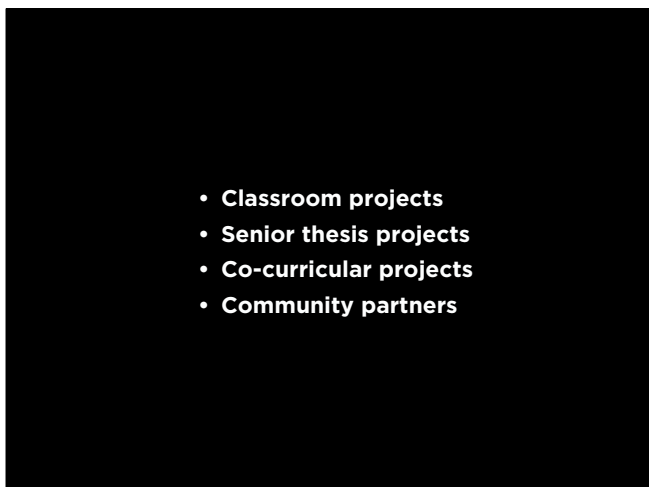 • Classroom projects
• Senior thesis projects
• Co-curricular projects
• Community partners